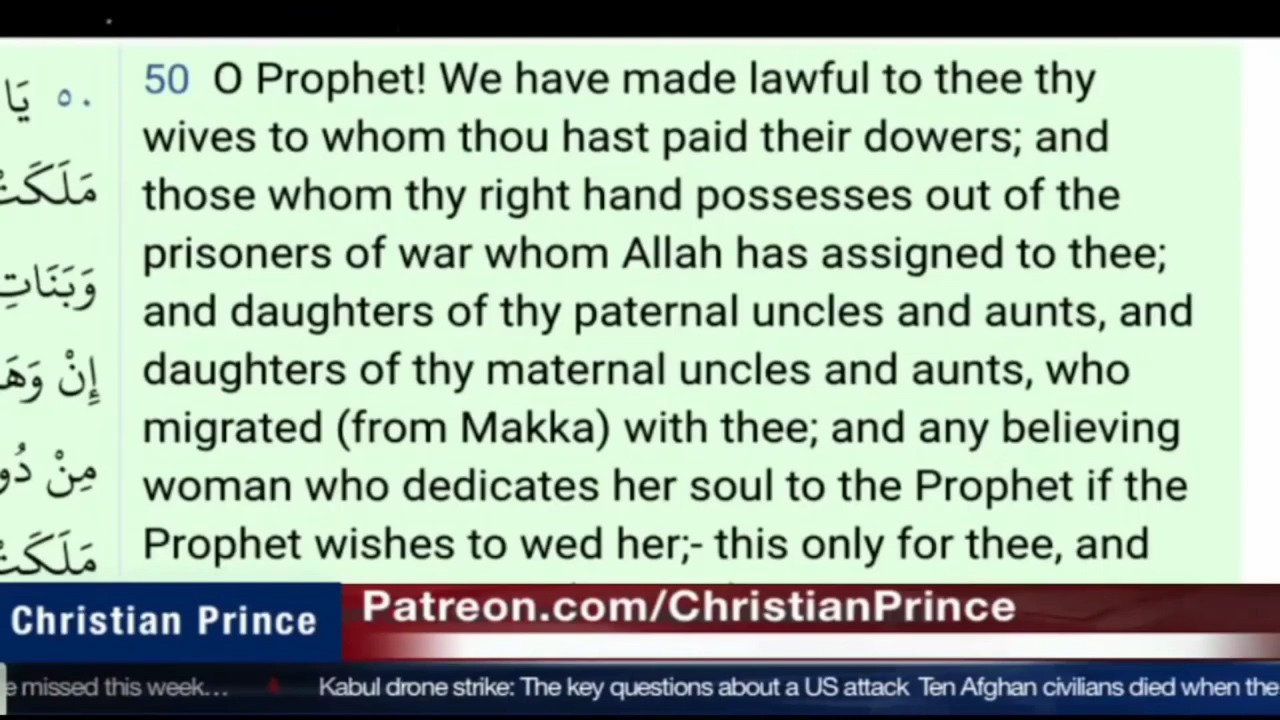 50 O Prophet! We have made lawful to thee thy
wives to whom thou hast paid their dowers; and
those whom thy right hand possesses out of the
prisoners of war whom Allah has assigned to thee;
and daughters of thy paternal uncles and aunts, and
daughters of thy maternal uncles and aunts, who
migrated (from Makka) with thee; and any believing
woman who dedicates her soul to the Prophet if the
Prophet wishes to wed her;- this only for thee, and
٥٠ يَا
مَلَكَتْ
وَبَنَاتِ
إِنْ وَهَ
مِنْ دُو
مَلَكَتْ
Christian Prince
Patreon.com/ChristianPrince
e missed this week... Kabul drone strike: The key questions about a US attack Ten Afghan civilians died when the